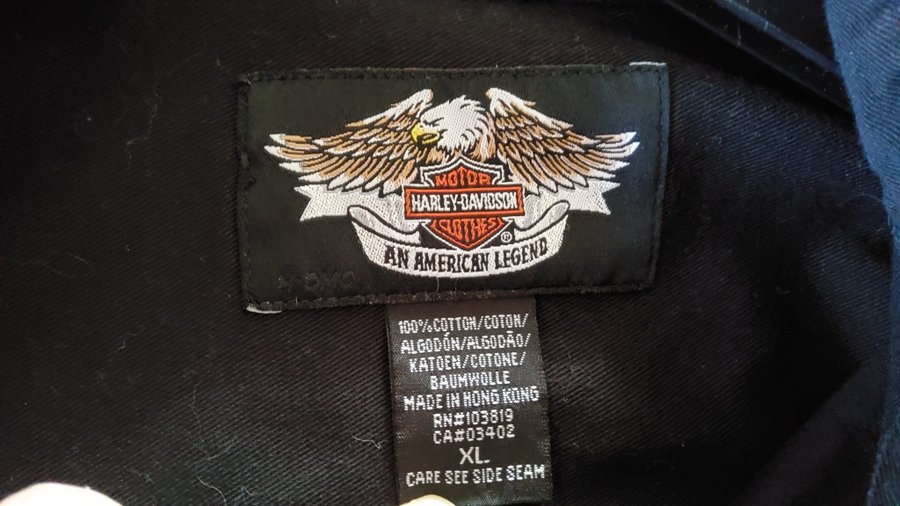 MOTOR
HARLEY-DAVIDSON
CLOTHES
®
AN AMERICAN LEGEND
100% COTTON/COTON/
ALGODÓN/ALGODÃO/
KATOEN/COTONE/
BAUMWOLLE
MADE IN HONG KONG
RN#103819
CA#03402
XL
CARE SEE SIDE SEAM